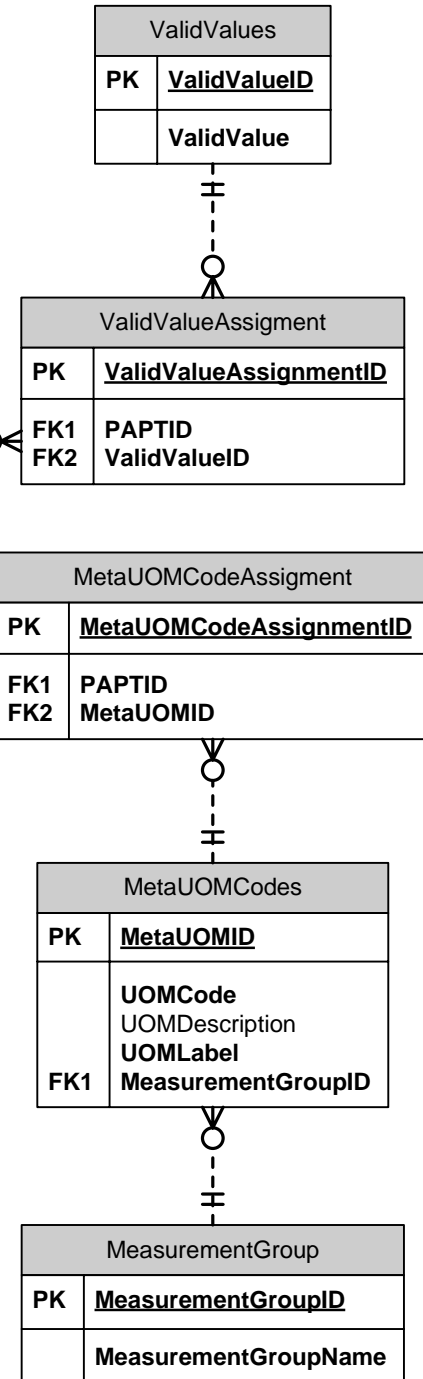 ValidValues
PK ValidValueID
ValidValue
ValidValueAssigment
PK ValidValueAssignmentID
FK1 PAPTID
FK2 ValidValueID
MetaUOMCodeAssigment
PK MetaUOMCodeAssignmentID
FK1 PAPTID
FK2 MetaUOMID
MetaUOMCodes
PK MetaUOMID
UOMCode
UOMDescription
UOMLabel
FK1 MeasurementGroupID
MeasurementGroup
PK MeasurementGroupID
MeasurementGroupName